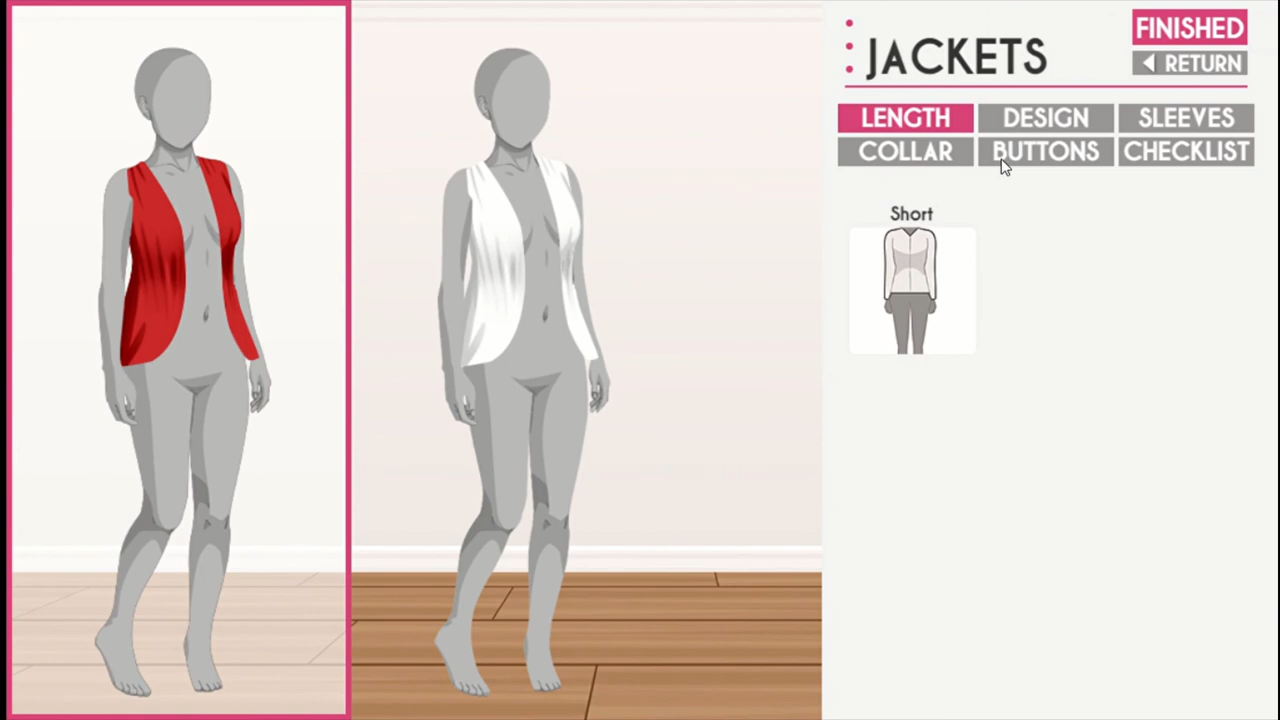 JACKETS
FINISHED
RETURN
LENGTH DESIGN SLEEVES
COLLAR BUTTONS CHECKLIST
Short